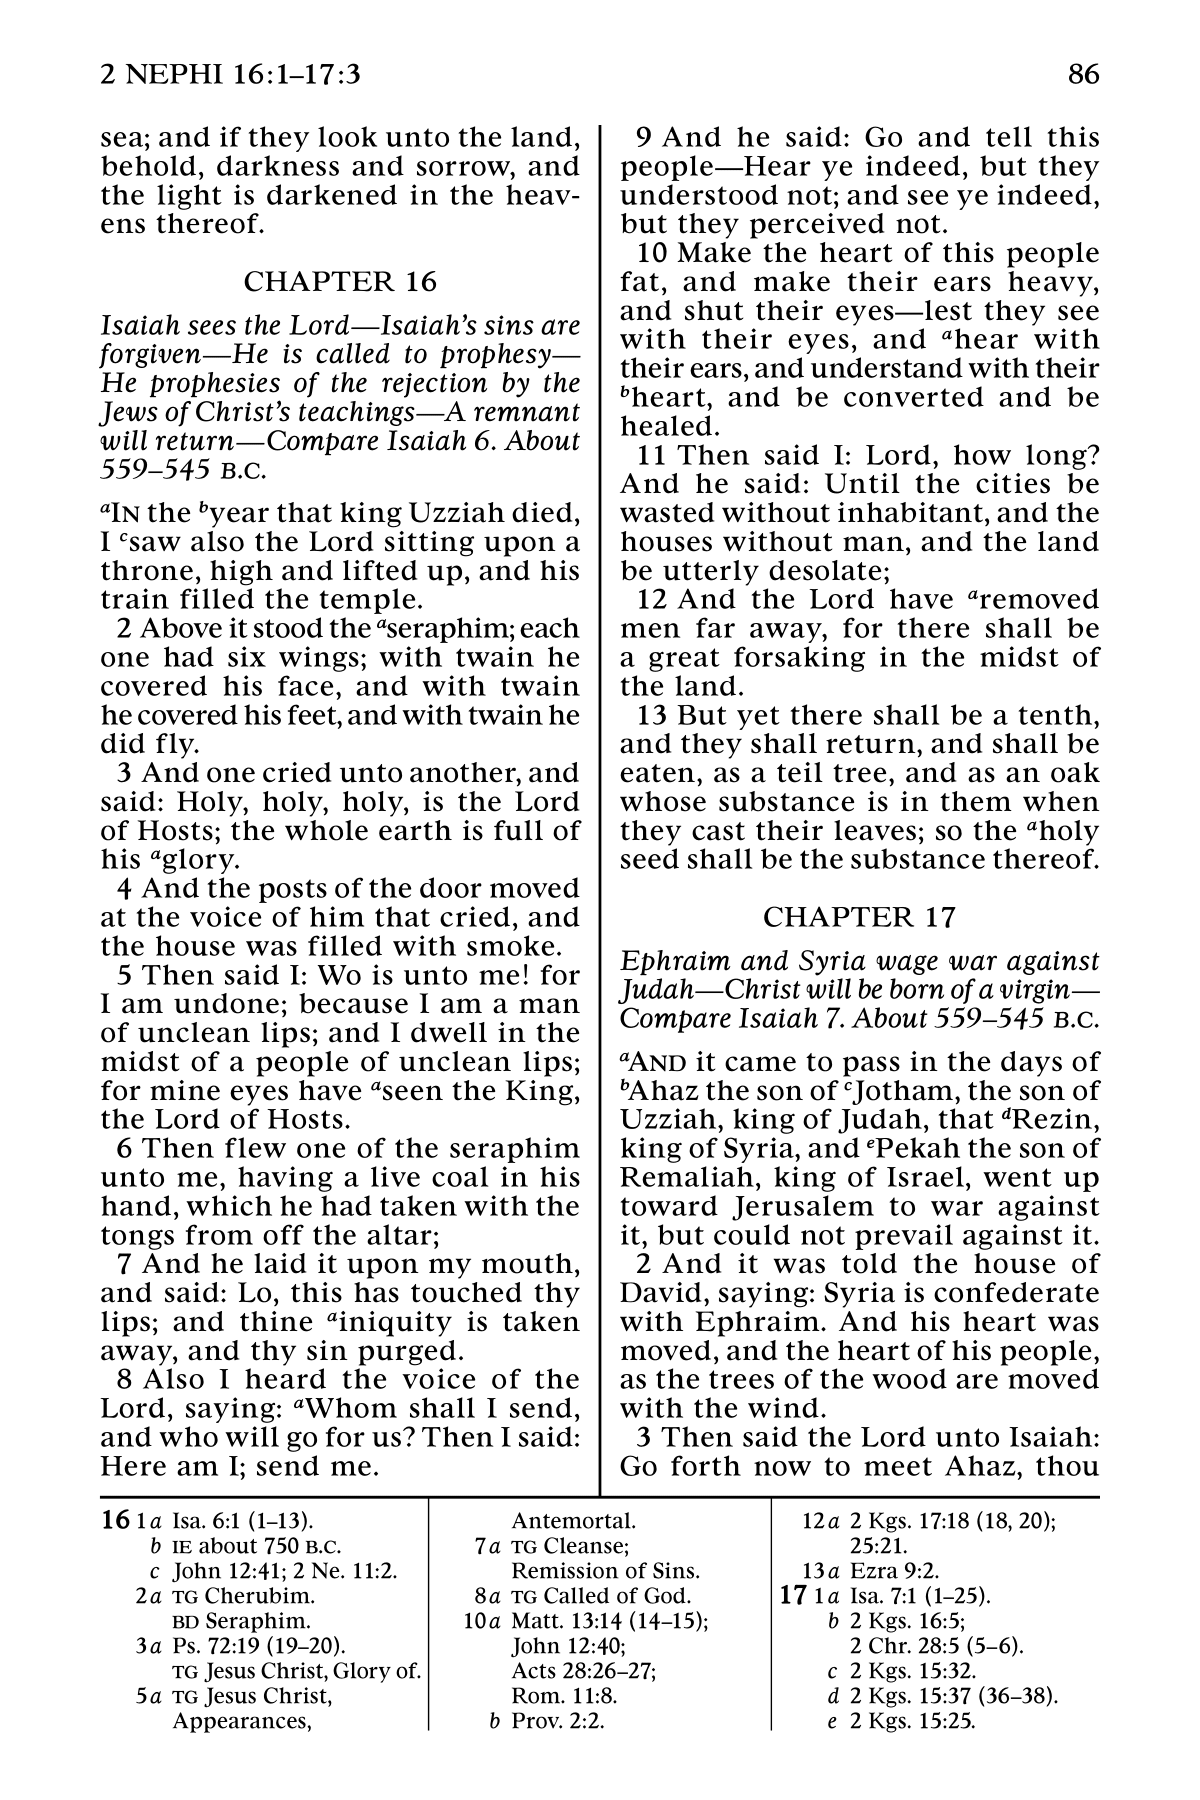 2 NEPHI 16:1–17:3
86
sea; and if they look unto the land,
behold, darkness and sorrow, and
the light is darkened in the heav-
ens thereof.
CHAPTER 16
Isaiah sees the Lord—Isaiah’s sins are
forgiven—He is called to prophesy—
He prophesies of the rejection by the
Jews of Christ’s teachings—A remnant
will return—Compare Isaiah 6. About
559–545 B.C.
aIN the byear that king Uzziah died,
I csaw also the Lord sitting upon a
throne, high and lifted up, and his
train filled the temple.
2 Above it stood the aseraphim; each
one had six wings; with twain he
covered his face, and with twain
he covered his feet, and with twain he
did fly.
3 And one cried unto another, and
said: Holy, holy, holy, is the Lord
of Hosts; the whole earth is full of
his aglory.
4 And the posts of the door moved
at the voice of him that cried, and
the house was filled with smoke.
5 Then said I: Wo is unto me! for
I am undone; because I am a man
of unclean lips; and I dwell in the
midst of a people of unclean lips;
for mine eyes have aseen the King,
the Lord of Hosts.
6 Then flew one of the seraphim
unto me, having a live coal in his
hand, which he had taken with the
tongs from off the altar;
7 And he laid it upon my mouth,
and said: Lo, this has touched thy
lips; and thine ainiquity is taken
away, and thy sin purged.
8 Also I heard the voice of the
Lord, saying: aWhom shall I send,
and who will go for us? Then I said:
Here am I; send me.
9 And he said: Go and tell this
people—Hear ye indeed, but they
understood not; and see ye indeed,
but they perceived not.
10 Make the heart of this people
fat, and make their ears heavy,
and shut their eyes—lest they see
with their eyes, and ahear with
their ears, and understand with their
bheart, and be converted and be
healed.
11 Then said I: Lord, how long?
And he said: Until the cities be
wasted without inhabitant, and the
houses without man, and the land
be utterly desolate;
12 And the Lord have aremoved
men far away, for there shall be
a great forsaking in the midst of
the land.
13 But yet there shall be a tenth,
and they shall return, and shall be
eaten, as a teil tree, and as an oak
whose substance is in them when
they cast their leaves; so the aholy
seed shall be the substance thereof.
CHAPTER 17
Ephraim and Syria wage war against
Judah—Christ will be born of a virgin—
Compare Isaiah 7. About 559–545 B.C.
aAND it came to pass in the days of
bAhaz the son of cJotham, the son of
Uzziah, king of Judah, that dRezin,
king of Syria, and ePekah the son of
Remaliah, king of Israel, went up
toward Jerusalem to war against
it, but could not prevail against it.
2 And it was told the house of
David, saying: Syria is confederate
with Ephraim. And his heart was
moved, and the heart of his people,
as the trees of the wood are moved
with the wind.
3 Then said the Lord unto Isaiah:
Go forth now to meet Ahaz, thou
16 1a Isa. 6:1 (1–13).
b IE about 750 B.C.
c John 12:41; 2 Ne. 11:2.
2a TG Cherubim.
BD Seraphim.
3a Ps. 72:19 (19–20).
TG Jesus Christ, Glory of.
5a TG Jesus Christ,
Appearances,
Antemortal.
7a TG Cleanse;
Remission of Sins.
8a TG Called of God.
10a Matt. 13:14 (14–15);
John 12:40;
Acts 28:26–27;
Rom. 11:8.
b Prov. 2:2.
12a 2 Kgs. 17:18 (18, 20);
25:21.
13a Ezra 9:2.
17 1a Isa. 7:1 (1–25).
b 2 Kgs. 16:5;
2 Chr. 28:5 (5–6).
c 2 Kgs. 15:32.
d 2 Kgs. 15:37 (36–38).
e 2 Kgs. 15:25.